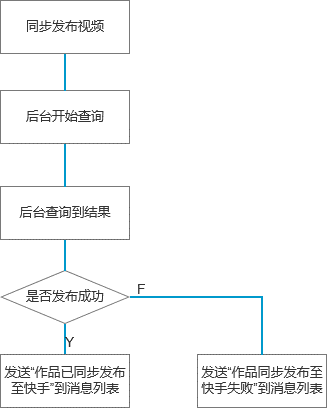 同步发布视频
后台开始查询
后台查询到结果
是否发布成功
F
Y
发送“作品已同步发布
至快手”到消息列表
发送“作品同步发布至
快手失败”到消息列表